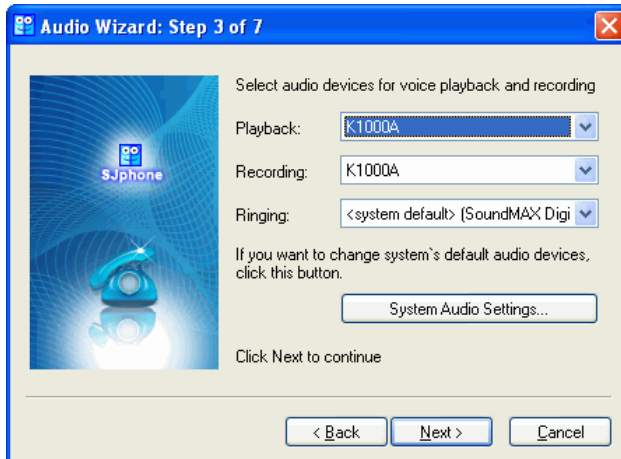 Audio Wizard: Step 3 of 7
Select audio devices for voice playback and recording
Playback: K1000A
Recording: K1000A
Ringing: <system default> (SoundMAX Digi
SJphone
If you want to change system`s default audio devices,
click this button.
System Audio Settings...
Click Next to continue
< Back Next > Cancel